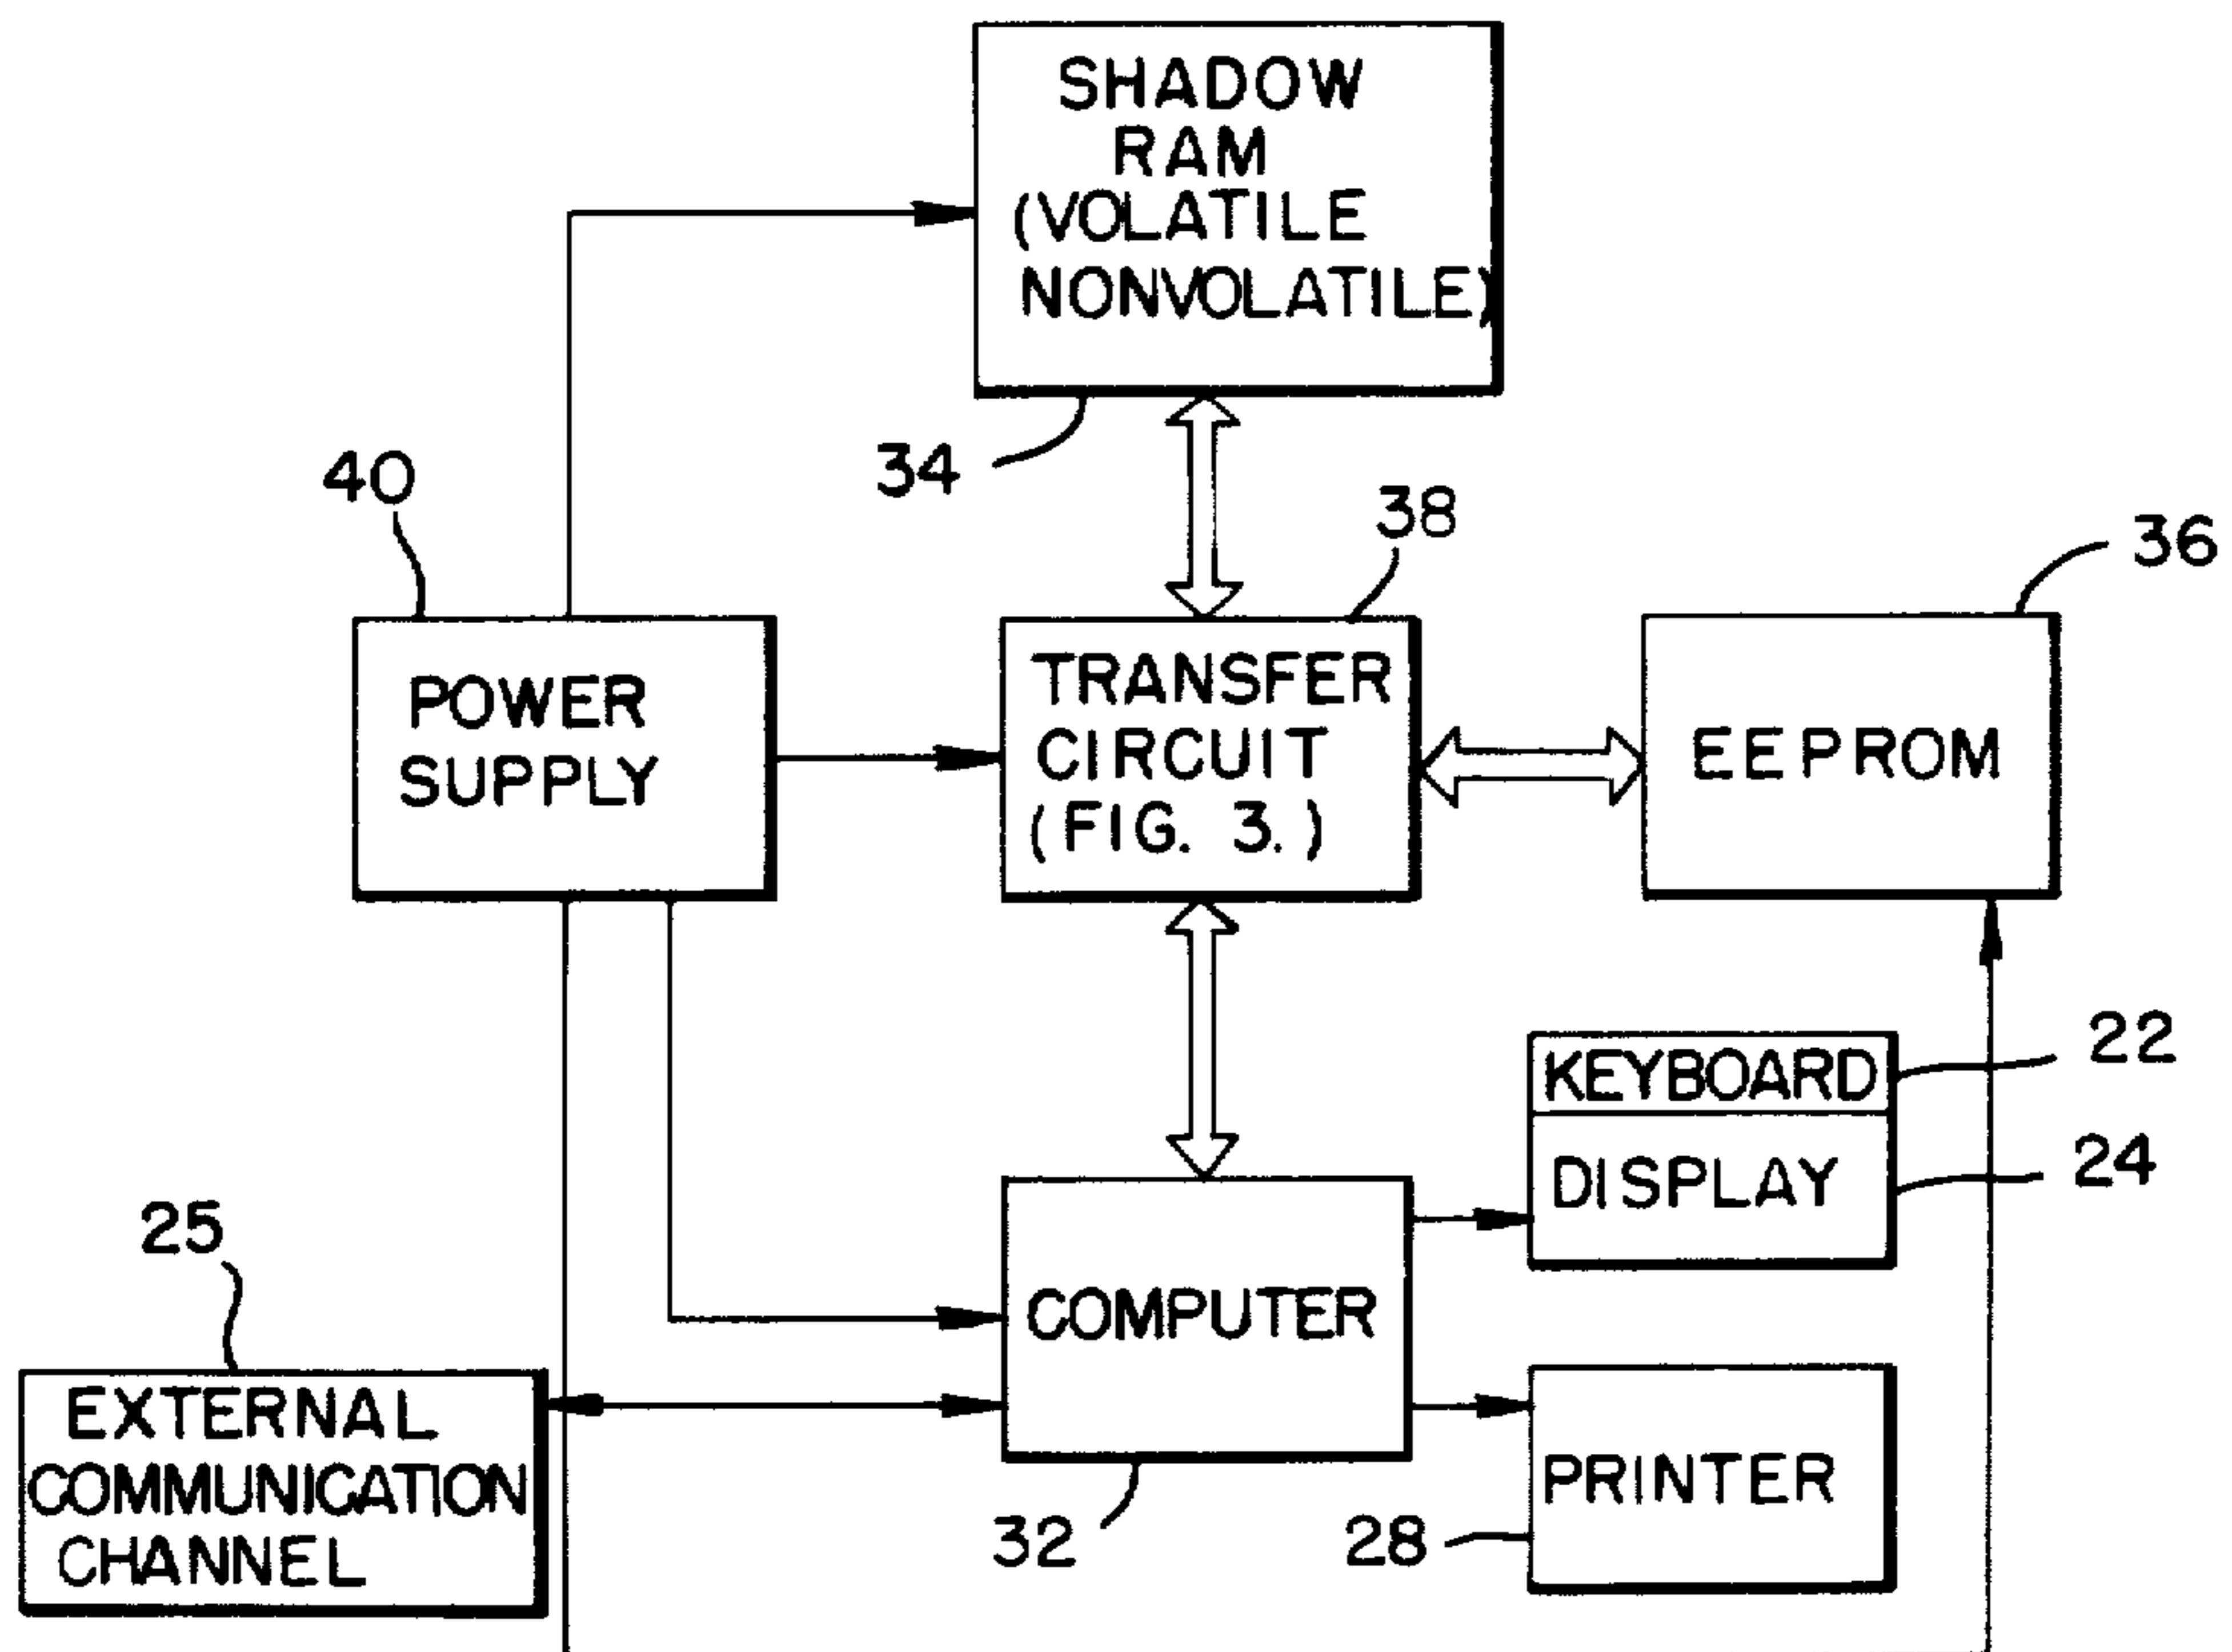 SHADOW
RAM
(VOLATILE
NONVOLATILE)
34
40
38
36
POWER
SUPPLY
TRANSFER
CIRCUIT
(FIG. 3.)
EEPROM
KEYBOARD
22
DISPLAY
24
25
COMPUTER
EXTERNAL
COMMUNICATION
CHANNEL
32
PRINTER
28